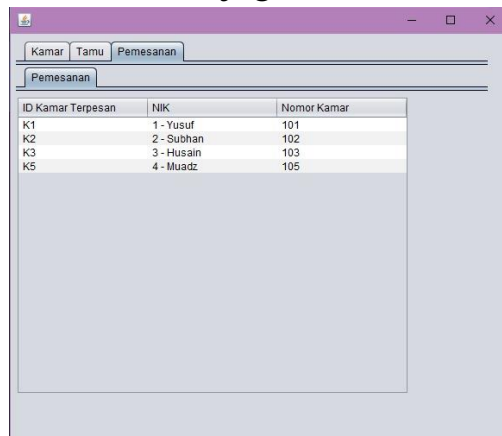 Kamar Tamu Pemesanan
Pemesanan
ID Kamar Terpesan NIK Nomor Kamar
K1 1 - Yusuf 101
K2 2 - Subhan 102
K3 3 - Husain 103
K5 4 - Muadz 105